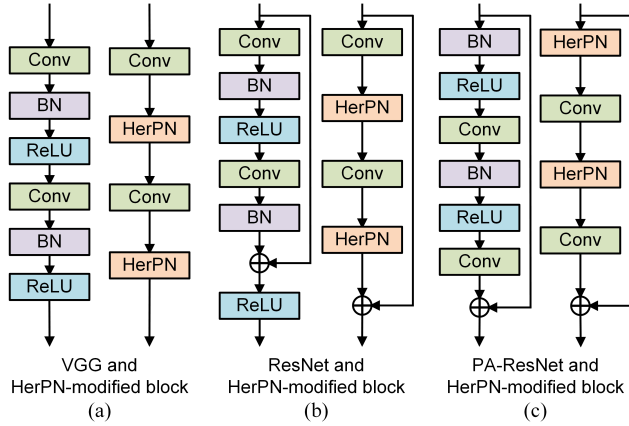 Conv
BN
ReLU
Conv
BN
ReLU
Conv
HerPN
Conv
HerPN
VGG and
HerPN-modified block
(a)
Conv
BN
ReLU
Conv
BN
ReLU
Conv
HerPN
Conv
HerPN
ResNet and
HerPN-modified block
(b)
BN
ReLU
Conv
BN
ReLU
Conv
HerPN
Conv
HerPN
Conv
PA-ResNet and
HerPN-modified block
(c)